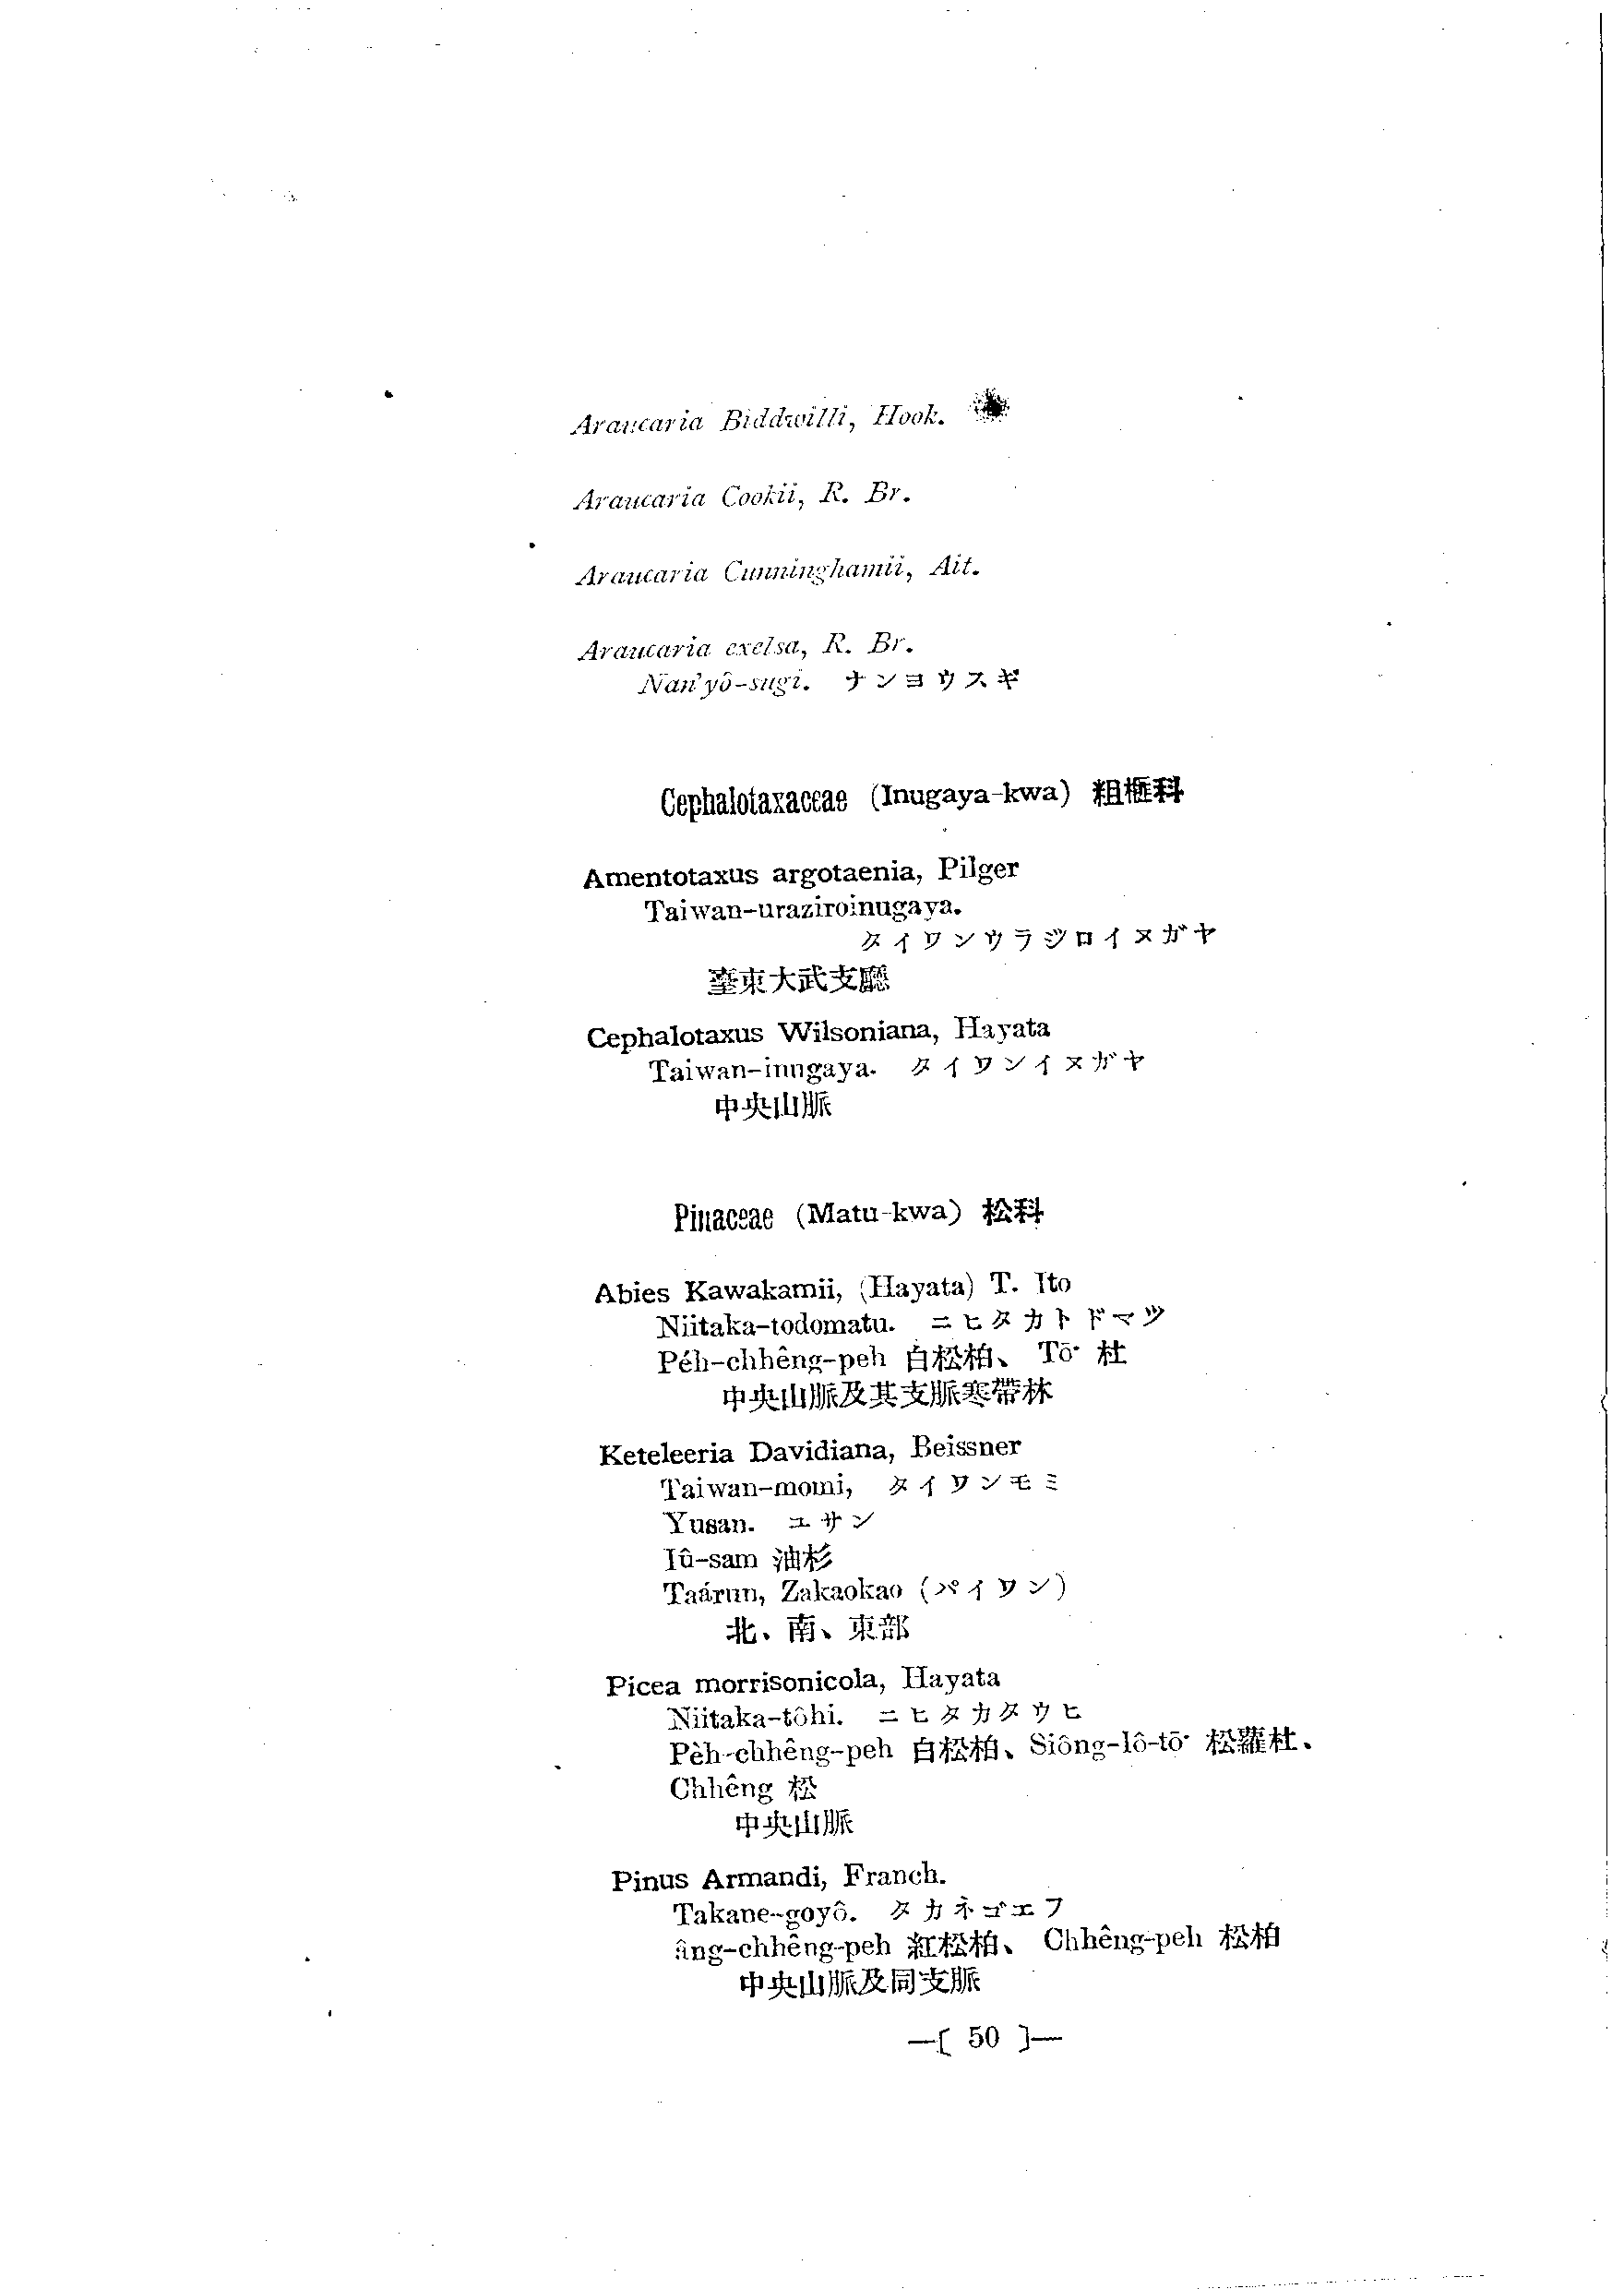 Araucaria Biddwilli, Hook.
Araucaria Cookii, R. Br.
Araucaria Cunninghamii, Ait.
Araucaria exelsa, R. Br.
Nan'yô-sugi. ナンヨウスギ
Cephalotaxaceae (Inugaya-kwa) 粗榧科
Amentotaxus argotaenia, Pilger
Taiwan-uraziroinugaya.
タイワンウラジロイヌガヤ
臺東大武支廳
Cephalotaxus Wilsoniana, Hayata
Taiwan-inngaya. タイワンイヌガヤ
中央山脈
Pinaceae (Matu-kwa) 松科
Abies Kawakamii, (Hayata) T. Ito
Niitaka-todomatu. ニヒタカトドマツ
Péh-chhêng-peh 白松柏、 Tō· 杜
中央山脈及其支脈寒帶林
Keteleeria Davidiana, Beissner
Taiwan-momi, タイワンモミ
Yusan. ユサン
Iû-sam 油杉
Taárun, Zakaokao (パイワン)
北、南、東部
Picea morrisonicola, Hayata
Niitaka-tôhi. ニヒタカタウヒ
Pèh-chhêng-peh 白松柏、Siông-lô-tō· 松蘿杜、
Chhêng 松
中央山脈
Pinus Armandi, Franch.
Takane-goyô. タカネゴエフ
âng-chhêng-peh 紅松柏、 Chhêng-peh 松柏
中央山脈及同支脈
—[ 50 ]—